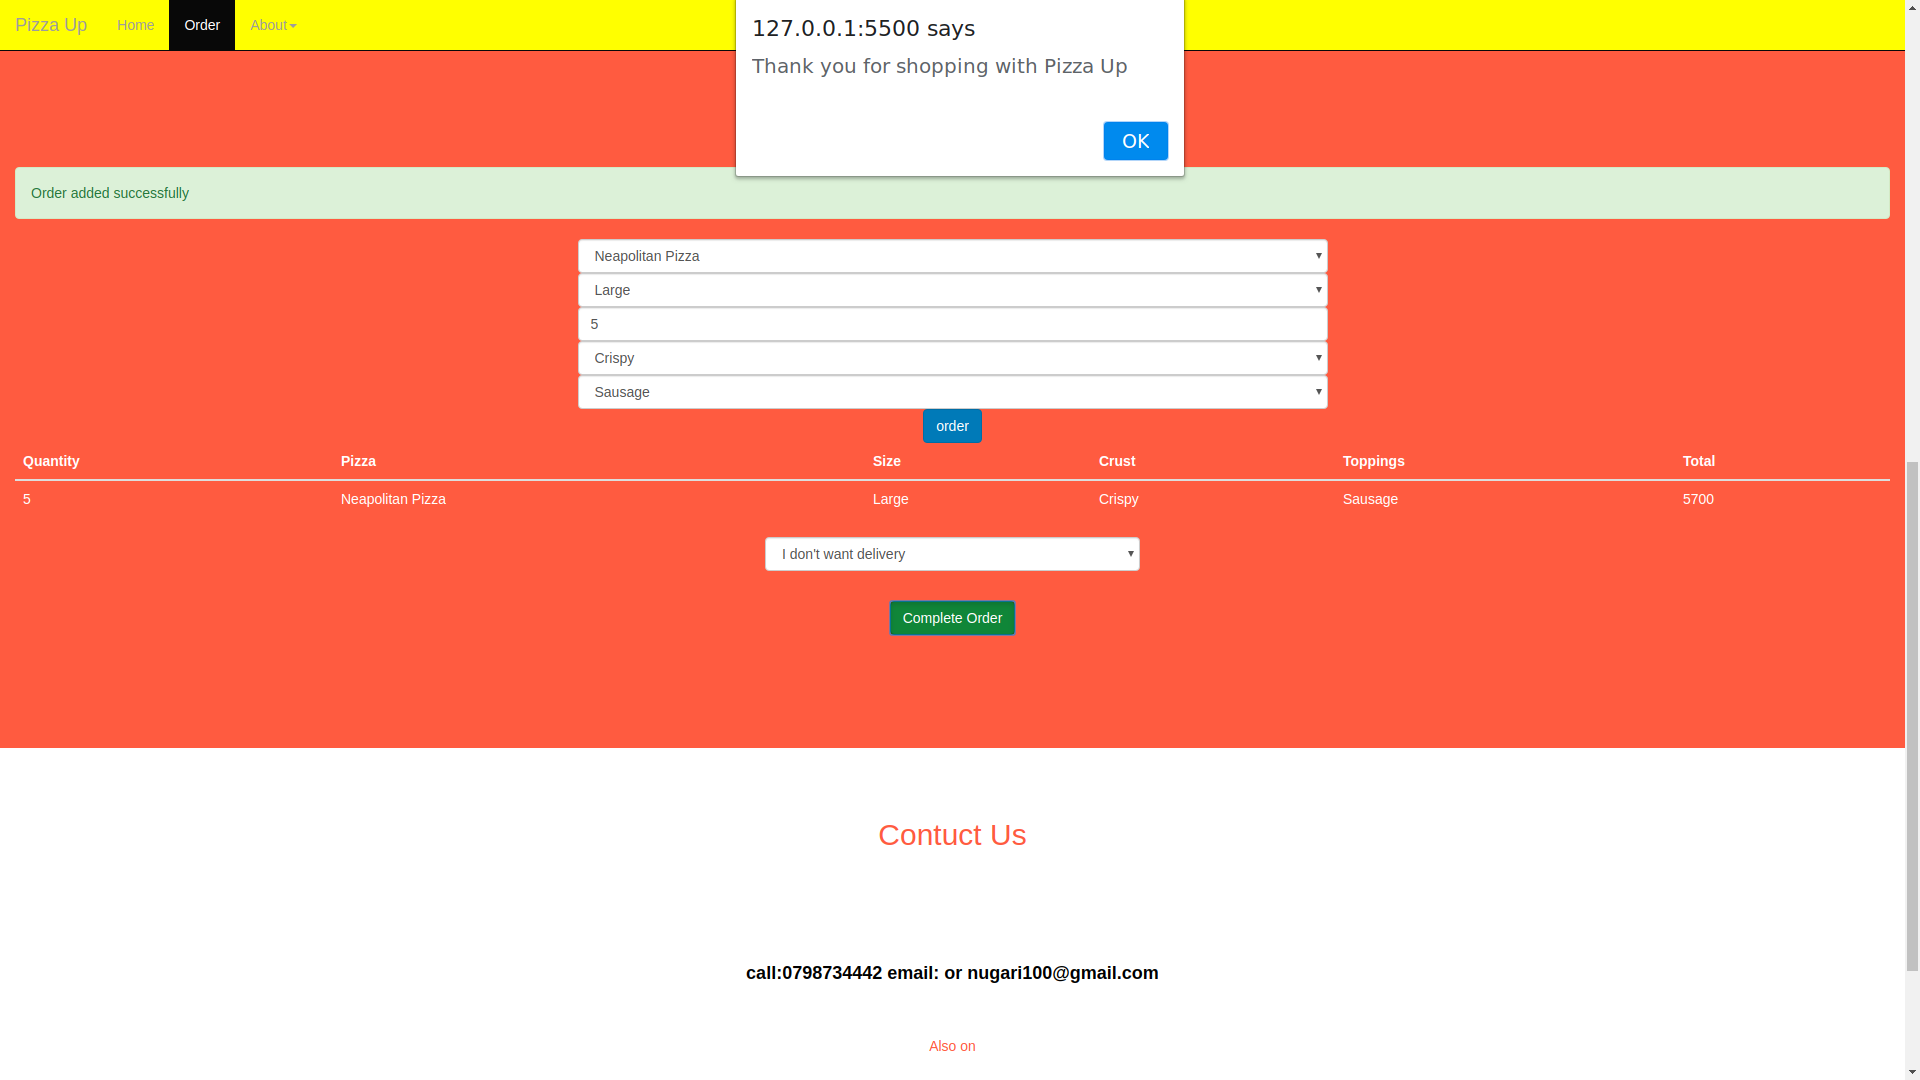 Pizza Up Home Order About
127.0.0.1:5500 says
Thank you for shopping with Pizza Up
OK
Order added successfully
Neapolitan Pizza
Large
5
Crispy
Sausage
order
Quantity Pizza Size Crust Toppings Total
5 Neapolitan Pizza Large Crispy Sausage 5700
I don't want delivery
Complete Order
Contuct Us
call:0798734442 email: or nugari100@gmail.com
Also on